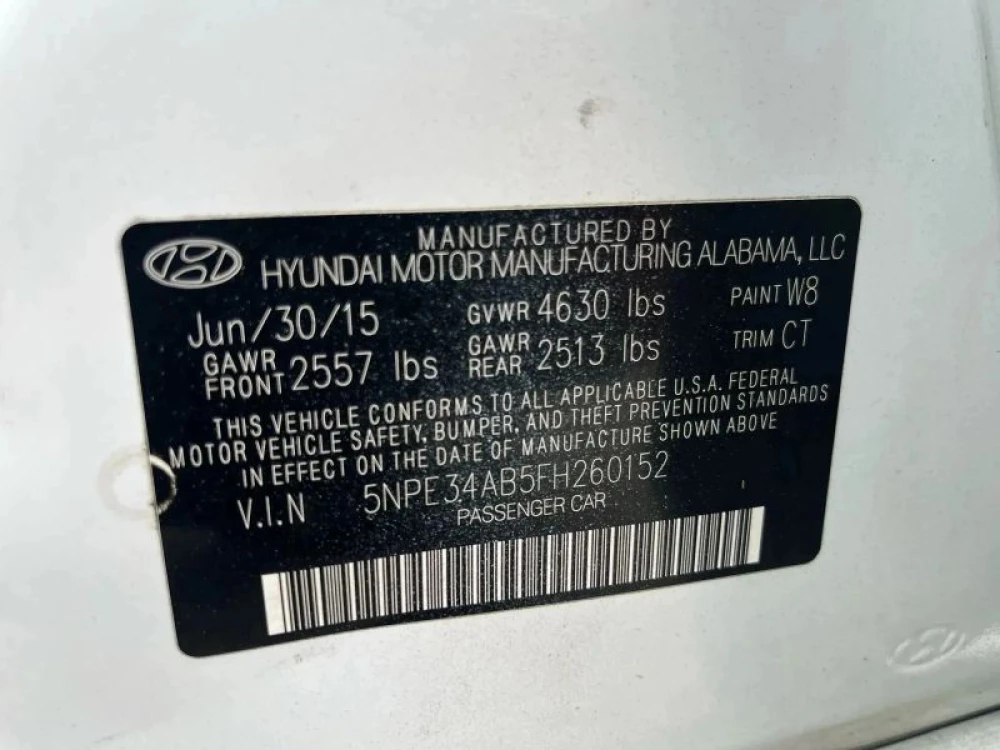 MANUFACTURED BY
HYUNDAI MOTOR MANUFACTURING ALABAMA, LLC
Jun/30/15 GVWR 4630 lbs PAINT W8
GAWR FRONT 2557 lbs GAWR REAR 2513 lbs TRIM CT
THIS VEHICLE CONFORMS TO ALL APPLICABLE U.S.A. FEDERAL
MOTOR VEHICLE SAFETY, BUMPER, AND THEFT PREVENTION STANDARDS
IN EFFECT ON THE DATE OF MANUFACTURE SHOWN ABOVE
V.I.N 5NPE34AB5FH260152
PASSENGER CAR